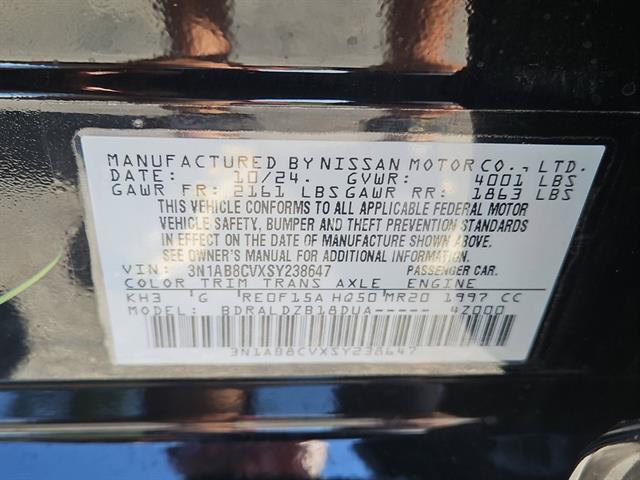 MANUFACTURED BY NISSAN MOTOR CO., LTD.
DATE: 10/24. GVWR: 4001 LBS
GAWR FR: 2161 LBS GAWR RR: 1863 LBS
THIS VEHICLE CONFORMS TO ALL APPLICABLE FEDERAL MOTOR
VEHICLE SAFETY, BUMPER AND THEFT PREVENTION STANDARDS
IN EFFECT ON THE DATE OF MANUFACTURE SHOWN ABOVE.
SEE OWNER'S MANUAL FOR ADDITIONAL INFORMATION.
VIN: 3N1AB8CVXSY238647 PASSENGER CAR.
COLOR TRIM TRANS AXLE ENGINE
KH3 G RE0F15A HQ50 MR20 1997 CC
MODEL: BDRALDZB18DUA----- 4Z000
3N1AB8CVXSY238647